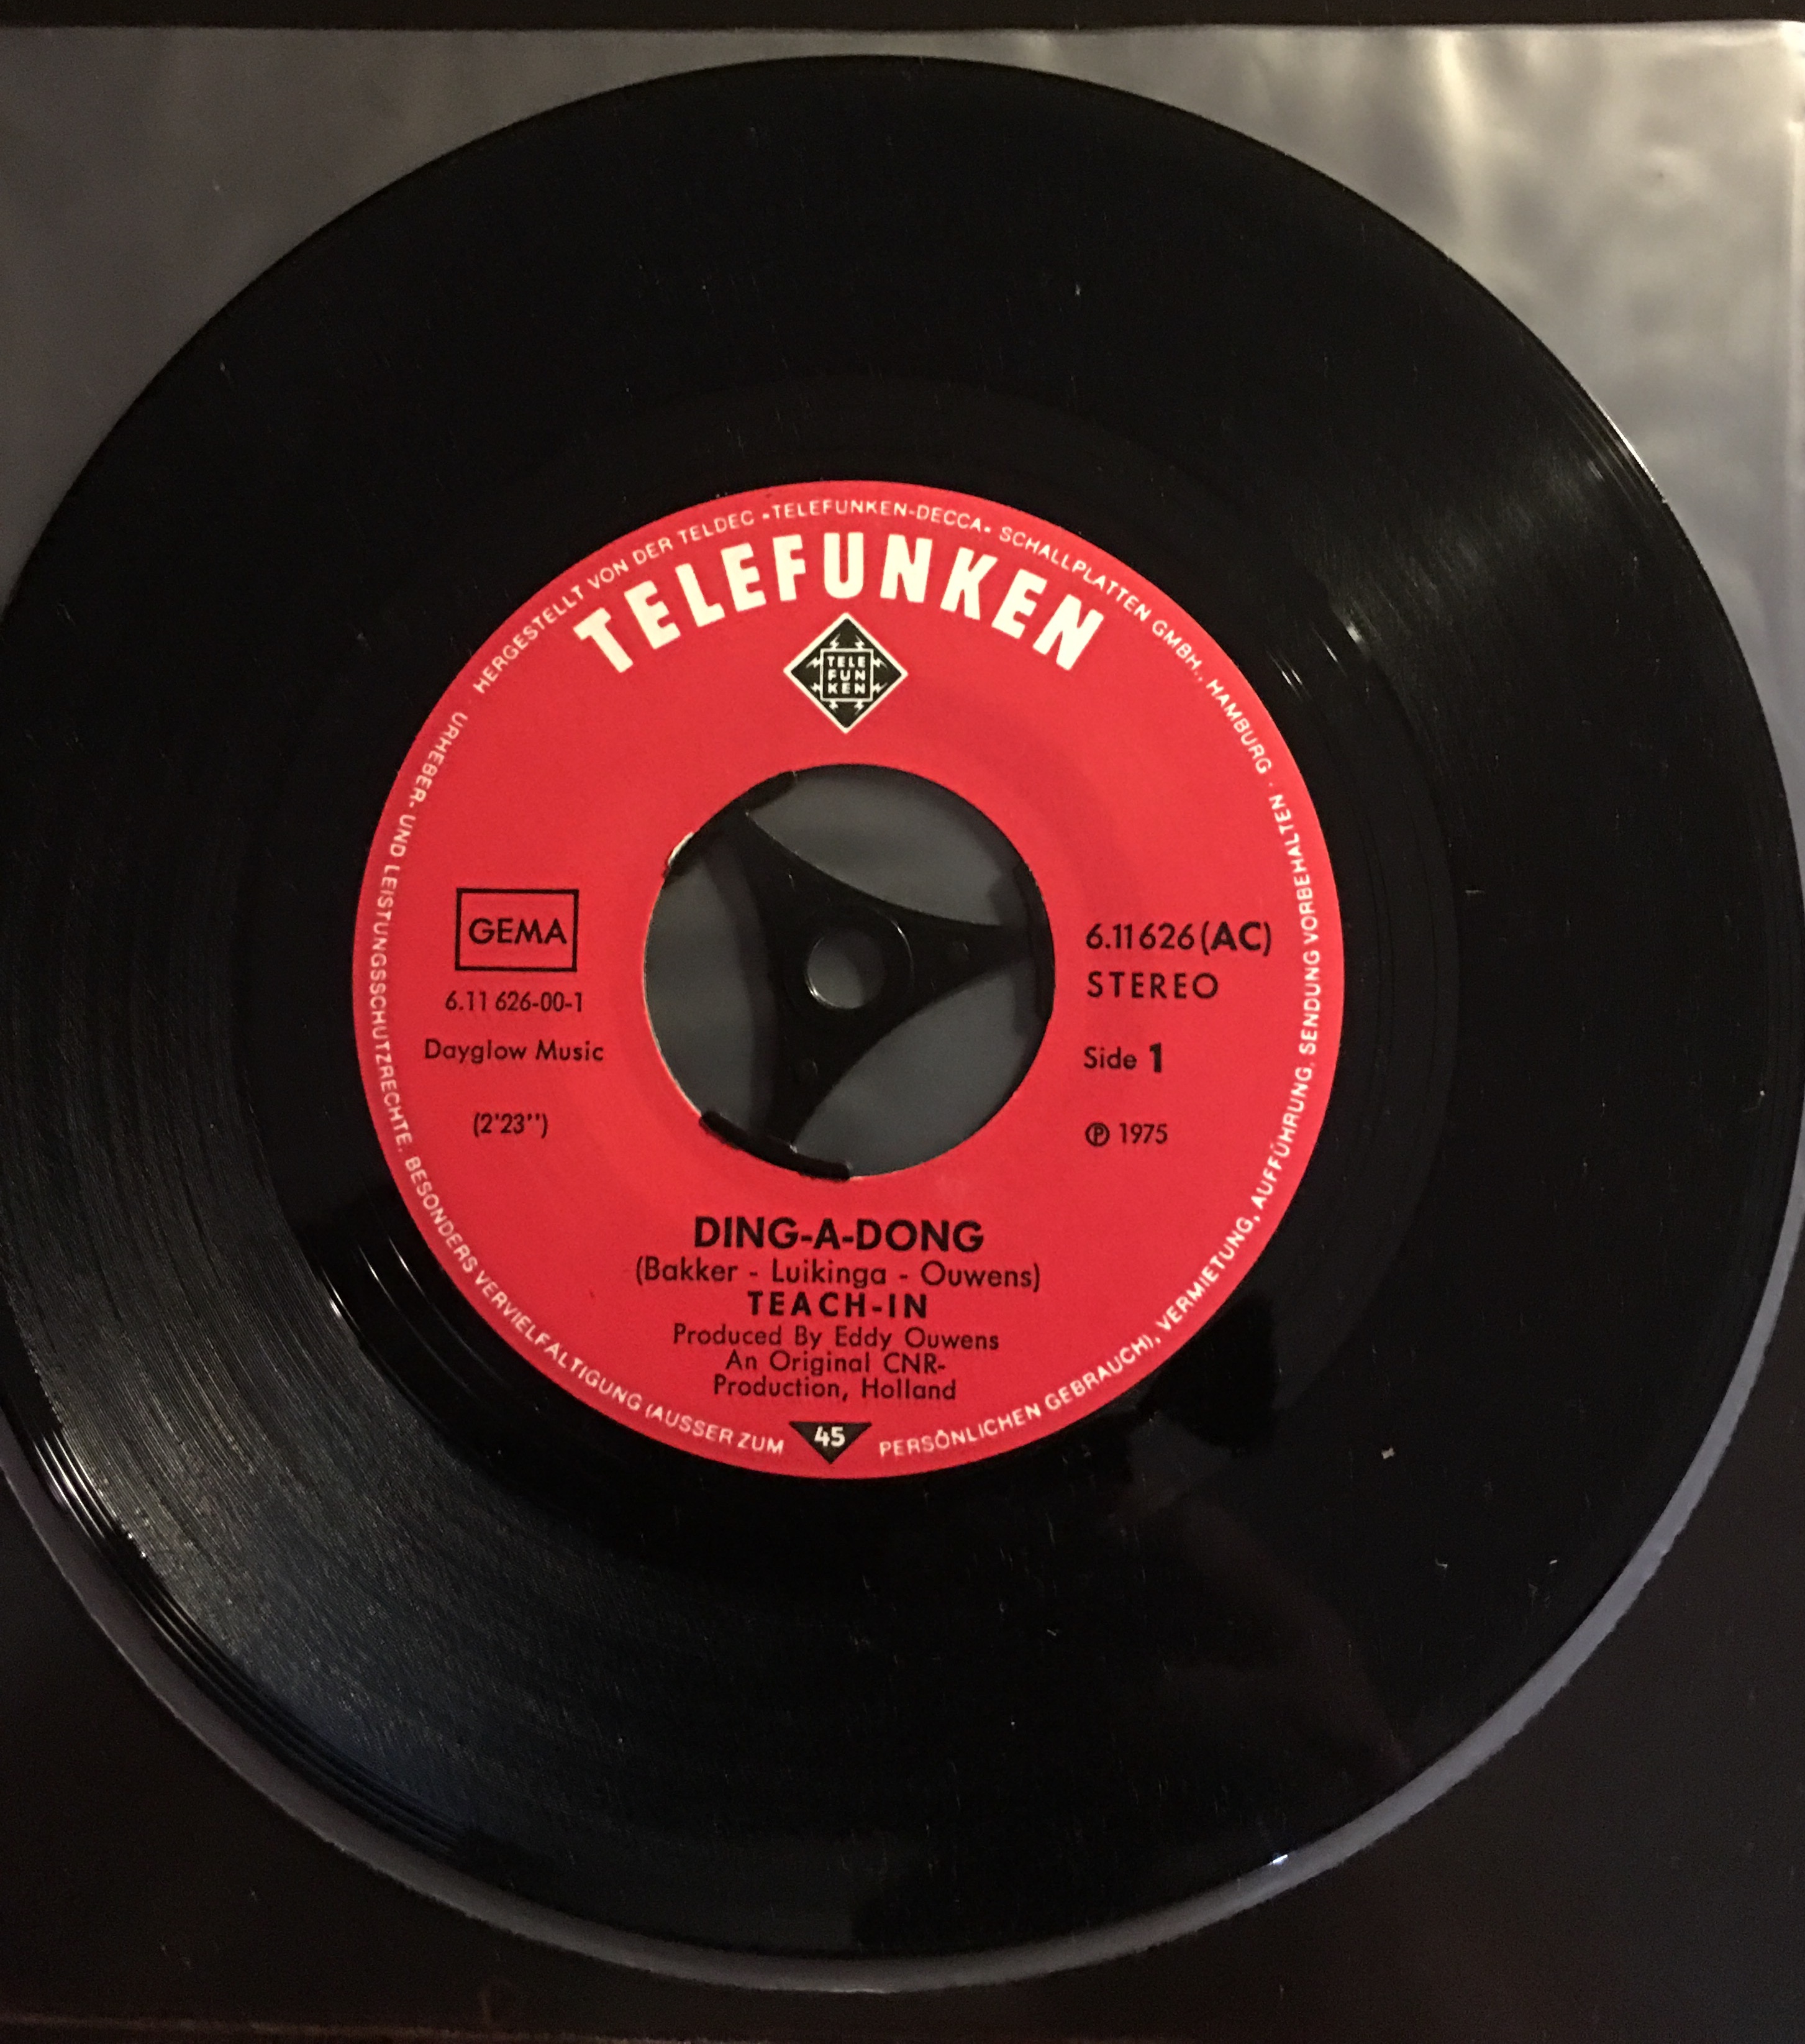 HERGESTELLT VON DER TELDEC »TELEFUNKEN-DECCA« SCHALLPLATTEN GMBH., HAMBURG ·
URHEBER- UND LEISTUNGSSCHUTZRECHTE, BESONDERS VERVIELFÄLTIGUNG (AUSSER ZUM PERSÖNLICHEN GEBRAUCH), VERMIETUNG, AUFFÜHRUNG, SENDUNG VORBEHALTEN ·
TELEFUNKEN
TELE
FUN
KEN
GEMA
6.11 626-00-1
Dayglow Music
(2'23'')
6.11626 (AC)
STEREO
Side 1
℗ 1975
DING-A-DONG
(Bakker - Luikinga - Ouwens)
TEACH-IN
Produced By Eddy Ouwens
An Original CNR-
Production, Holland
45